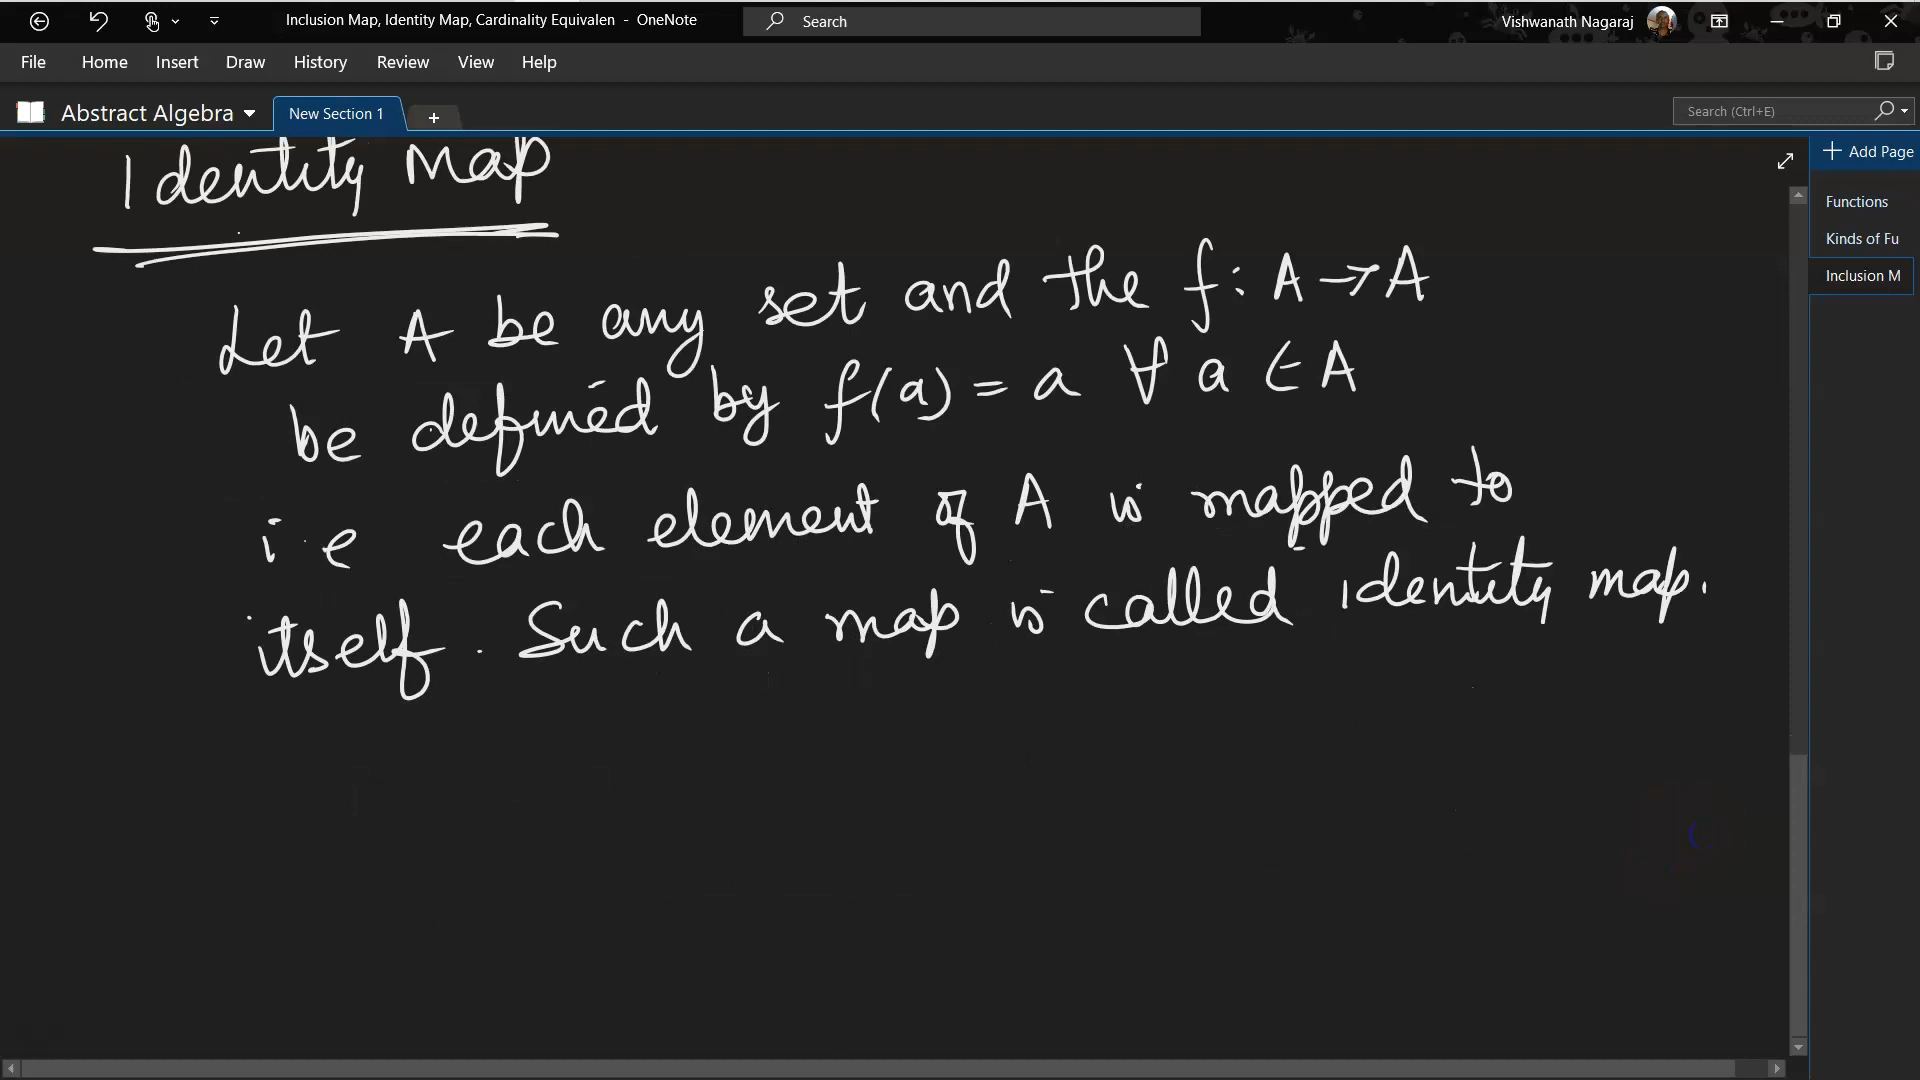 Inclusion Map, Identity Map, Cardinality Equivalen - OneNote
Search
Vishwanath Nagaraj
File Home Insert Draw History Review View Help
Abstract Algebra
New Section 1
+
Search (Ctrl+E)
+ Add Page
Functions
Kinds of Fu
Inclusion M
Identity Map
Let A be any set and the f: A → A
be defined by f(a) = a ∀ a ∈ A
i.e each element of A is mapped to
itself. Such a map is called identity map.